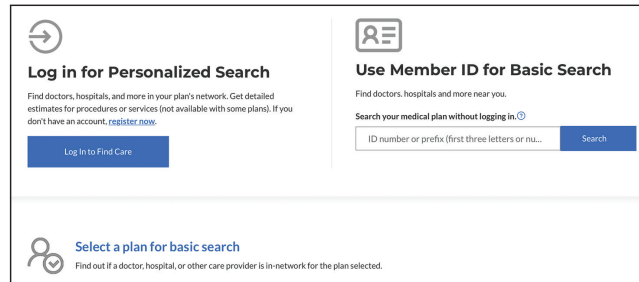 Log in for Personalized Search
Find doctors, hospitals, and more in your plan's network. Get detailed
estimates for procedures or services (not available with some plans). If you
don't have an account, register now.
Log In to Find Care
Use Member ID for Basic Search
Find doctors. hospitals and more near you.
Search your medical plan without logging in.
ID number or prefix (first three letters or nu...
Search
Select a plan for basic search
Find out if a doctor, hospital, or other care provider is in-network for the plan selected.